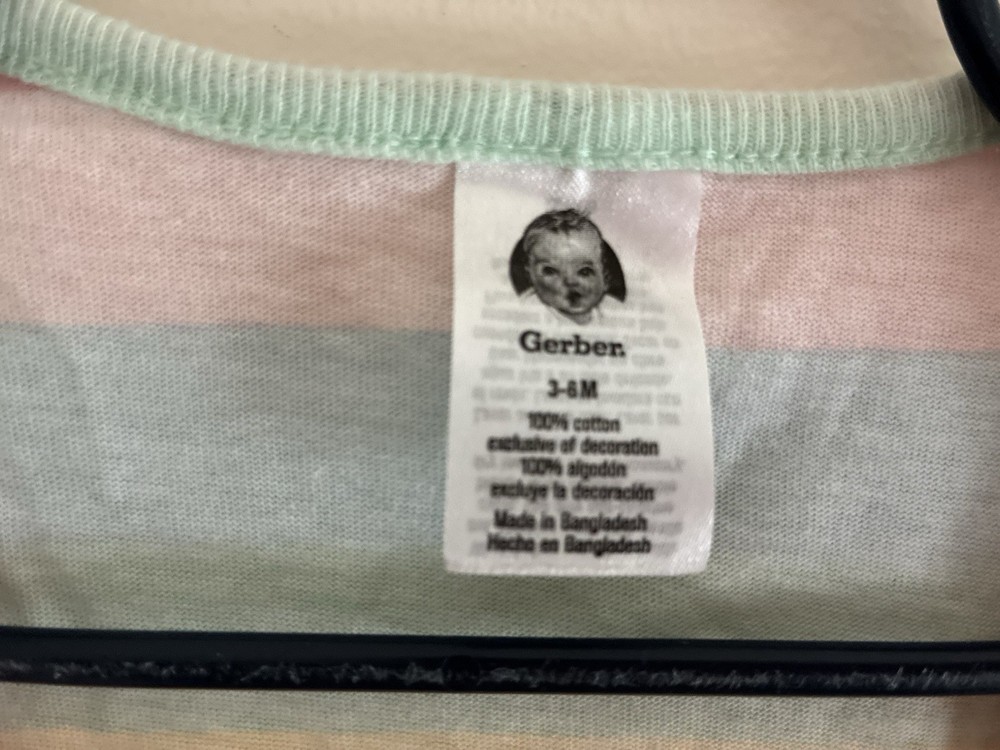 Gerber.
3-6M
100% cotton
exclusive of decoration
100% algodón
excluye la decoración
Made in Bangladesh
Hecho en Bangladesh